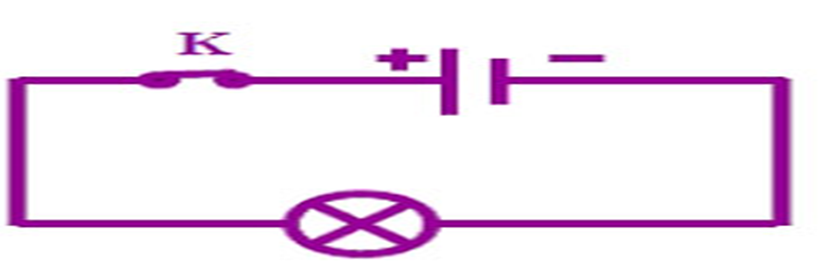 K + −